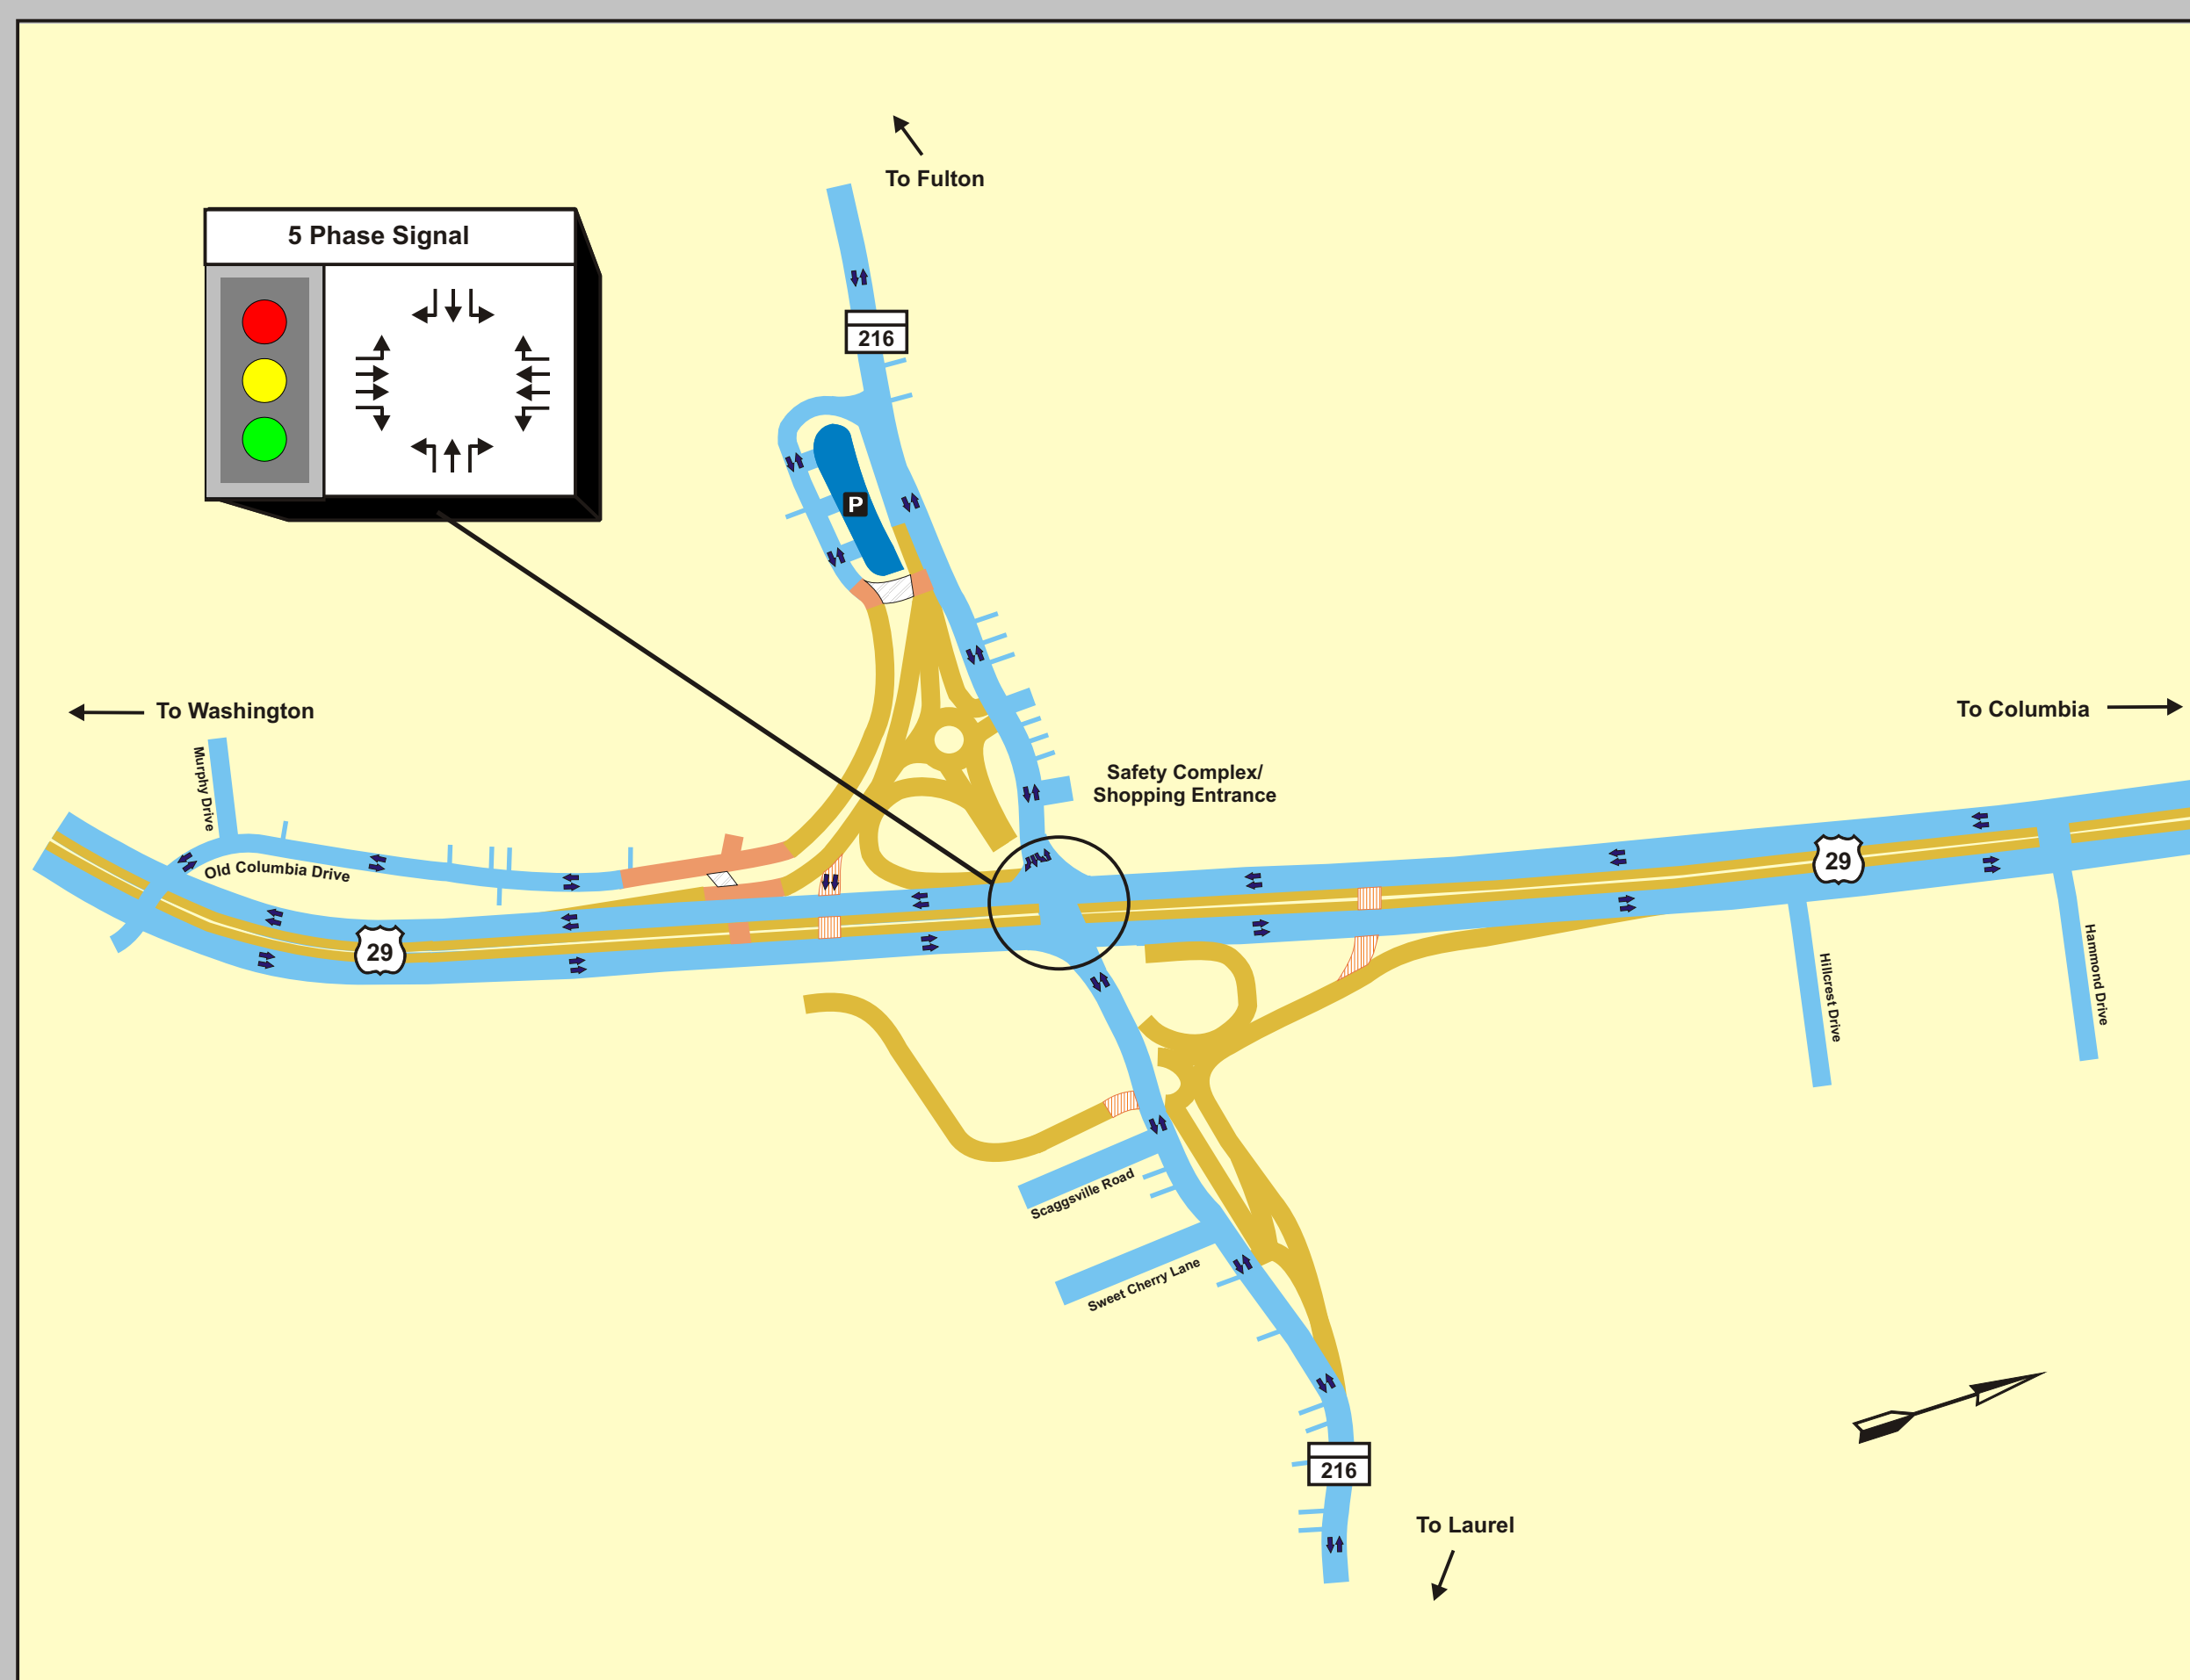 To Fulton
5 Phase Signal
216
P
To Washington
To Columbia
Murphy Drive
Safety Complex/
Shopping Entrance
Old Columbia Drive
29
29
Hillcrest Drive
Hammond Drive
Scaggsville Road
Sweet Cherry Lane
216
To Laurel